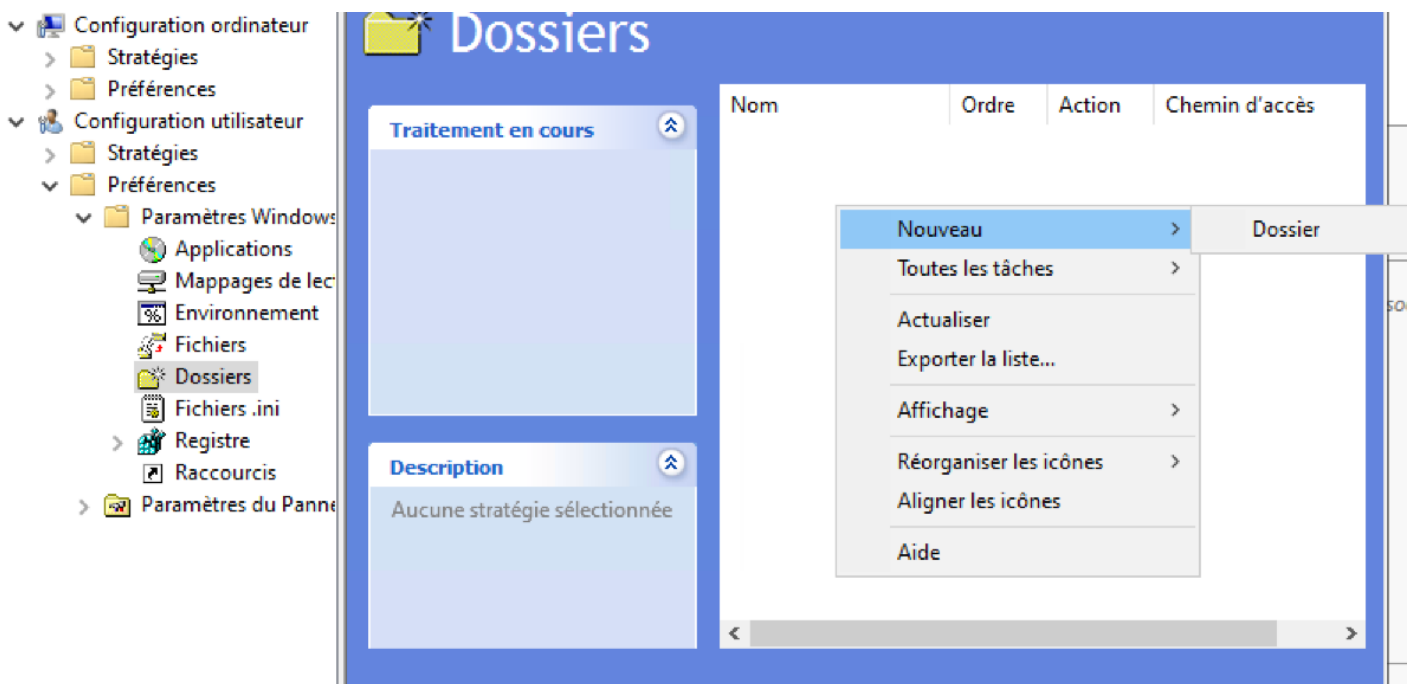 Configuration ordinateur
Stratégies
Préférences
Configuration utilisateur
Stratégies
Préférences
Paramètres Windows
Applications
Mappages de lec
Environnement
Fichiers
Dossiers
Fichiers .ini
Registre
Raccourcis
Paramètres du Panne
Dossiers
Traitement en cours
Description
Aucune stratégie sélectionnée
Nom Ordre Action Chemin d'accès
Nouveau
Toutes les tâches
Actualiser
Exporter la liste...
Affichage
Réorganiser les icônes
Aligner les icônes
Aide
Dossier